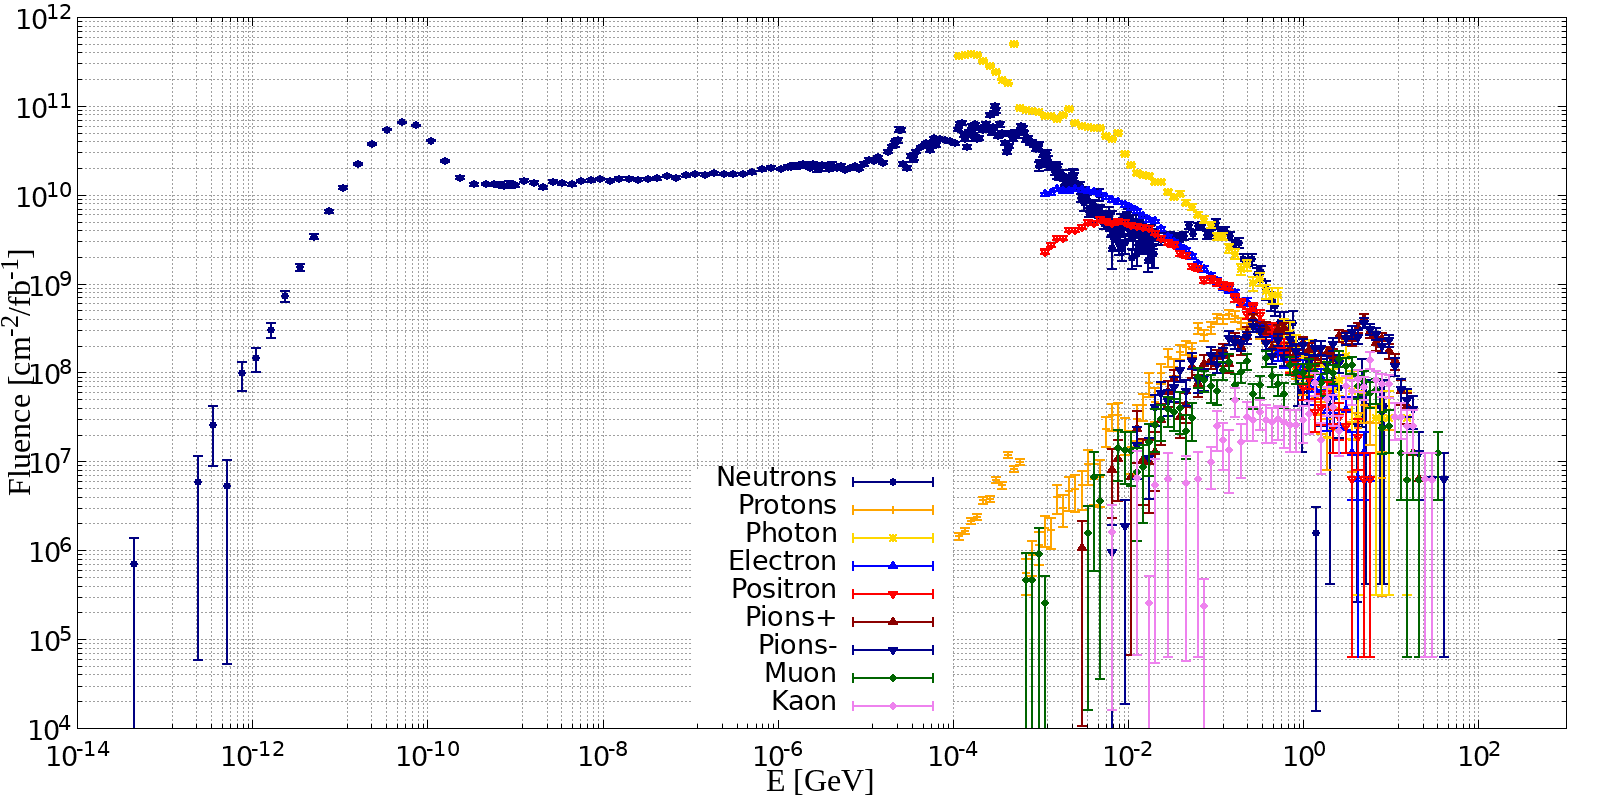 10^12
10^11
10^10
10^9
10^8
10^7
10^6
10^5
10^4
Fluence [cm^-2/fb^-1]
Neutrons
Protons
Photon
Electron
Positron
Pions+
Pions-
Muon
Kaon
10^-14 10^-12 10^-10 10^-8 10^-6 10^-4 10^-2 10^0 10^2
E [GeV]